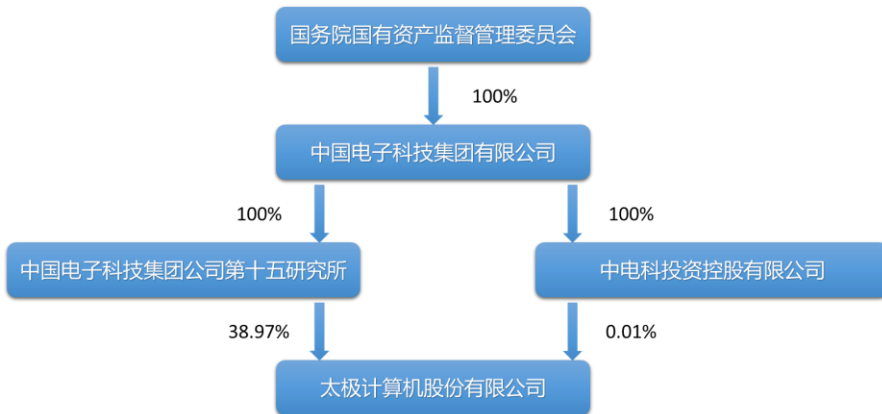 国务院国有资产监督管理委员会
100%
中国电子科技集团有限公司
100%
100%
中国电子科技集团公司第十五研究所
中电科投资控股有限公司
38.97%
0.01%
太极计算机股份有限公司